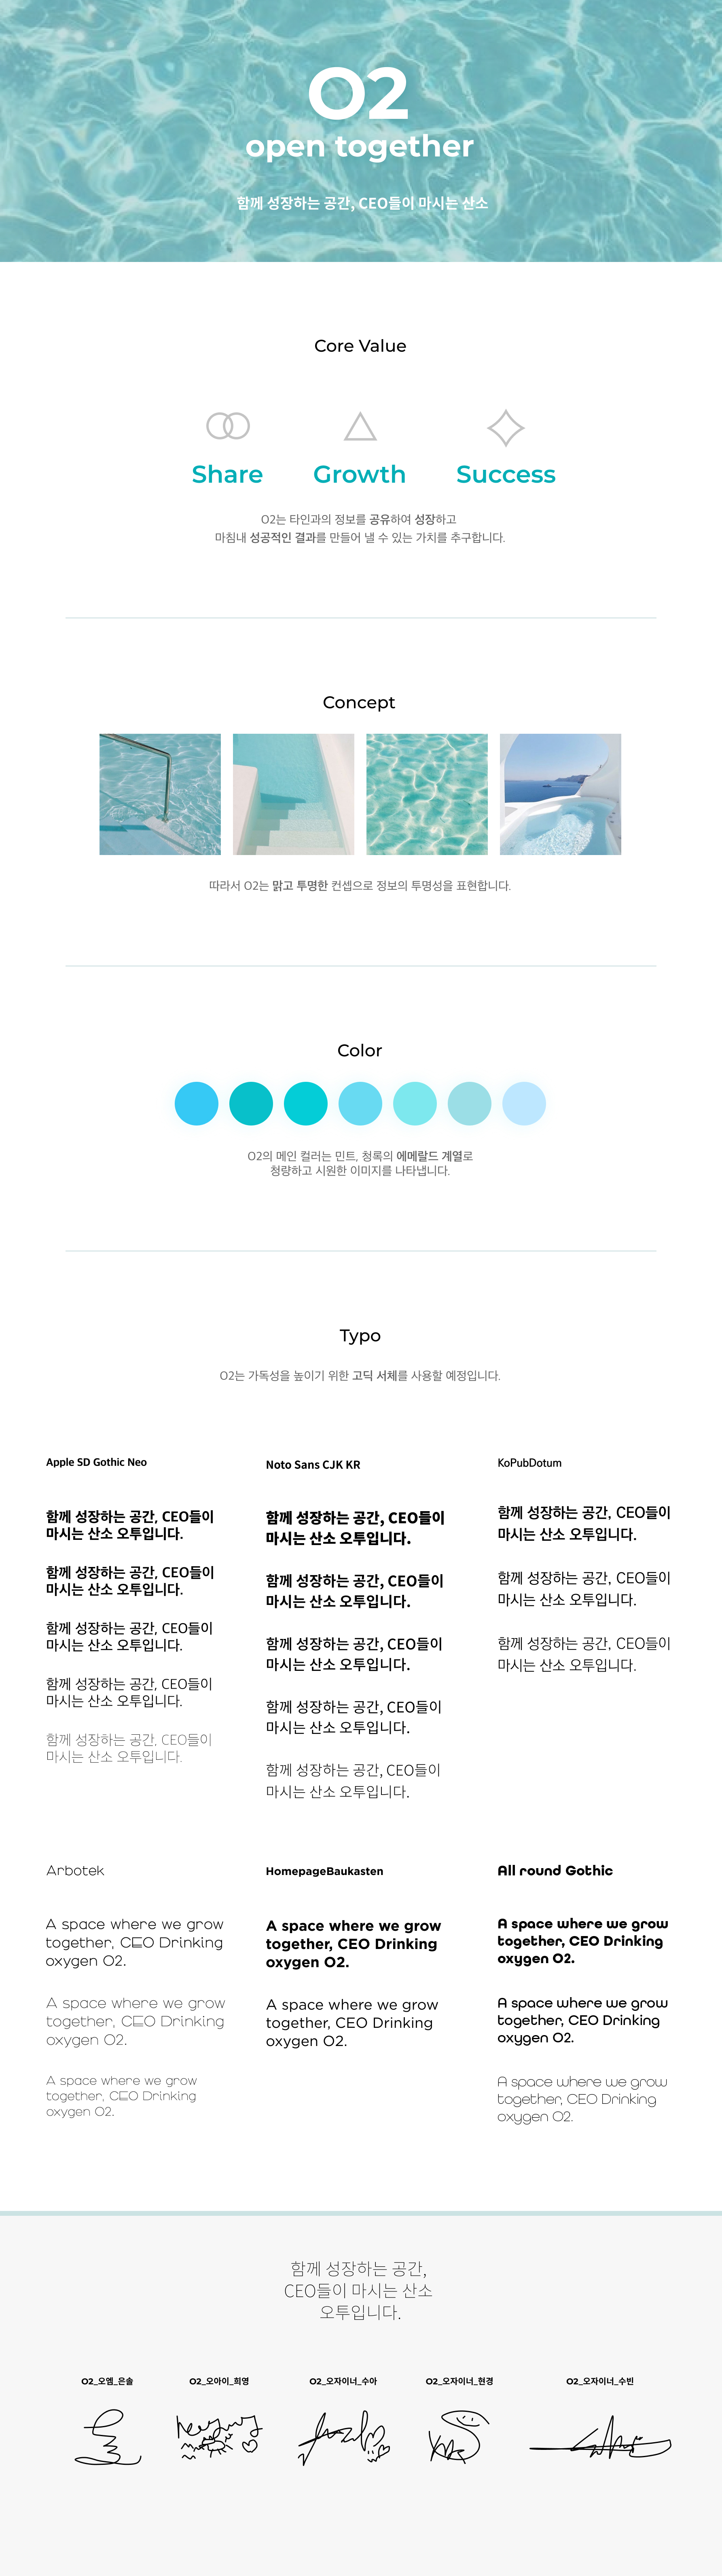 O2
open together
함께 성장하는 공간, CEO들이 마시는 산소
Core Value
Share
Growth
Success
O2는 타인과의 정보를 공유하여 성장하고
마침내 성공적인 결과를 만들어 낼 수 있는 가치를 추구합니다.
Concept
따라서 O2는 맑고 투명한 컨셉으로 정보의 투명성을 표현합니다.
Color
O2의 메인 컬러는 민트, 청록의 에메랄드 계열로
청량하고 시원한 이미지를 나타냅니다.
Typo
O2는 가독성을 높이기 위한 고딕 서체를 사용할 예정입니다.
Apple SD Gothic Neo
함께 성장하는 공간, CEO들이
마시는 산소 오투입니다.
함께 성장하는 공간, CEO들이
마시는 산소 오투입니다.
함께 성장하는 공간, CEO들이
마시는 산소 오투입니다.
함께 성장하는 공간, CEO들이
마시는 산소 오투입니다.
함께 성장하는 공간, CEO들이
마시는 산소 오투입니다.
Noto Sans CJK KR
함께 성장하는 공간, CEO들이
마시는 산소 오투입니다.
함께 성장하는 공간, CEO들이
마시는 산소 오투입니다.
함께 성장하는 공간, CEO들이
마시는 산소 오투입니다.
함께 성장하는 공간, CEO들이
마시는 산소 오투입니다.
함께 성장하는 공간, CEO들이
마시는 산소 오투입니다.
KoPubDotum
함께 성장하는 공간, CEO들이
마시는 산소 오투입니다.
함께 성장하는 공간, CEO들이
마시는 산소 오투입니다.
함께 성장하는 공간, CEO들이
마시는 산소 오투입니다.
Arbotek
A space where we grow
together, CEO Drinking
oxygen O2.
A space where we grow
together, CEO Drinking
oxygen O2.
A space where we grow
together, CEO Drinking
oxygen O2.
HomepageBaukasten
A space where we grow
together, CEO Drinking
oxygen O2.
A space where we grow
together, CEO Drinking
oxygen O2.
All round Gothic
A space where we grow
together, CEO Drinking
oxygen O2.
A space where we grow
together, CEO Drinking
oxygen O2.
A space where we grow
together, CEO Drinking
oxygen O2.
함께 성장하는 공간,
CEO들이 마시는 산소
오투입니다.
O2_오엠_은솔
O2_오아이_희영
O2_오자이너_수아
O2_오자이너_현경
O2_오자이너_수빈